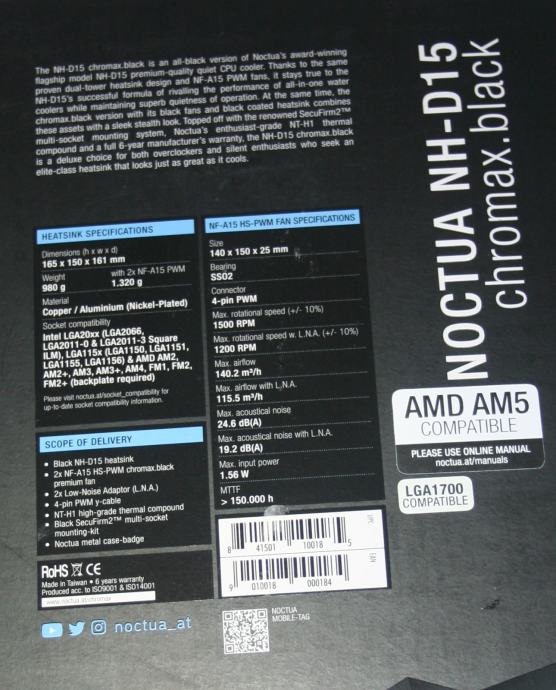 The NH-D15 chromax.black is an all-black version of Noctua's award-winning
flagship model NH-D15 premium-quality quiet CPU cooler. Thanks to the same
proven dual-tower heatsink design and NF-A15 PWM fans, it stays true to the
NH-D15's successful formula of rivalling the performance of all-in-one water
coolers while maintaining superb quietness of operation. At the same time, the
chromax.black version with its black fans and black coated heatsink combines
these assets with a sleek stealth look. Topped off with the renowned SecuFirm2™
multi-socket mounting system, Noctua's enthusiast-grade NT-H1 thermal
compound and a full 6-year manufacturer's warranty, the NH-D15 chromax.black
is a deluxe choice for both overclockers and silent enthusiasts who seek an
elite-class heatsink that looks just as great as it cools.
NOCTUA NH-D15
chromax.black
HEATSINK SPECIFICATIONS
Dimensions (h x w x d)
165 x 150 x 161 mm
Weight with 2x NF-A15 PWM
980 g 1.320 g
Material
Copper / Aluminium (Nickel-Plated)
Socket compatibility
Intel LGA20xx (LGA2066,
LGA2011-0 & LGA2011-3 Square
ILM), LGA115x (LGA1150, LGA1151,
LGA1155, LGA1156) & AMD AM2,
AM2+, AM3, AM3+, AM4, FM1, FM2,
FM2+ (backplate required)
Please visit noctua.at/socket_compatibility for
up-to-date socket compatibility information.
SCOPE OF DELIVERY
• Black NH-D15 heatsink
• 2x NF-A15 HS-PWM chromax.black
premium fan
• 2x Low-Noise Adaptor (L.N.A.)
• 4-pin PWM y-cable
• NT-H1 high-grade thermal compound
• Black SecuFirm2™ multi-socket
mounting-kit
• Noctua metal case-badge
RoHS CE
Made in Taiwan • 6 years warranty
Produced acc. to ISO9001 & ISO14001
www.noctua.at/chromax
noctua_at
NF-A15 HS-PWM FAN SPECIFICATIONS
Size
140 x 150 x 25 mm
Bearing
SSO2
Connector
4-pin PWM
Max. rotational speed (+/- 10%)
1500 RPM
Max. rotational speed w. L.N.A. (+/- 10%)
1200 RPM
Max. airflow
140.2 m³/h
Max. airflow with L.N.A.
115.5 m³/h
Max. acoustical noise
24.6 dB(A)
Max. acoustical noise with L.N.A.
19.2 dB(A)
Max. input power
1.56 W
MTTF
> 150.000 h
8 41501 10018 5
UPC
9 010018 000184
EAN
NOCTUA
MOBILE-TAG
AMD AM5
COMPATIBLE
PLEASE USE ONLINE MANUAL
noctua.at/manuals
LGA1700
COMPATIBLE